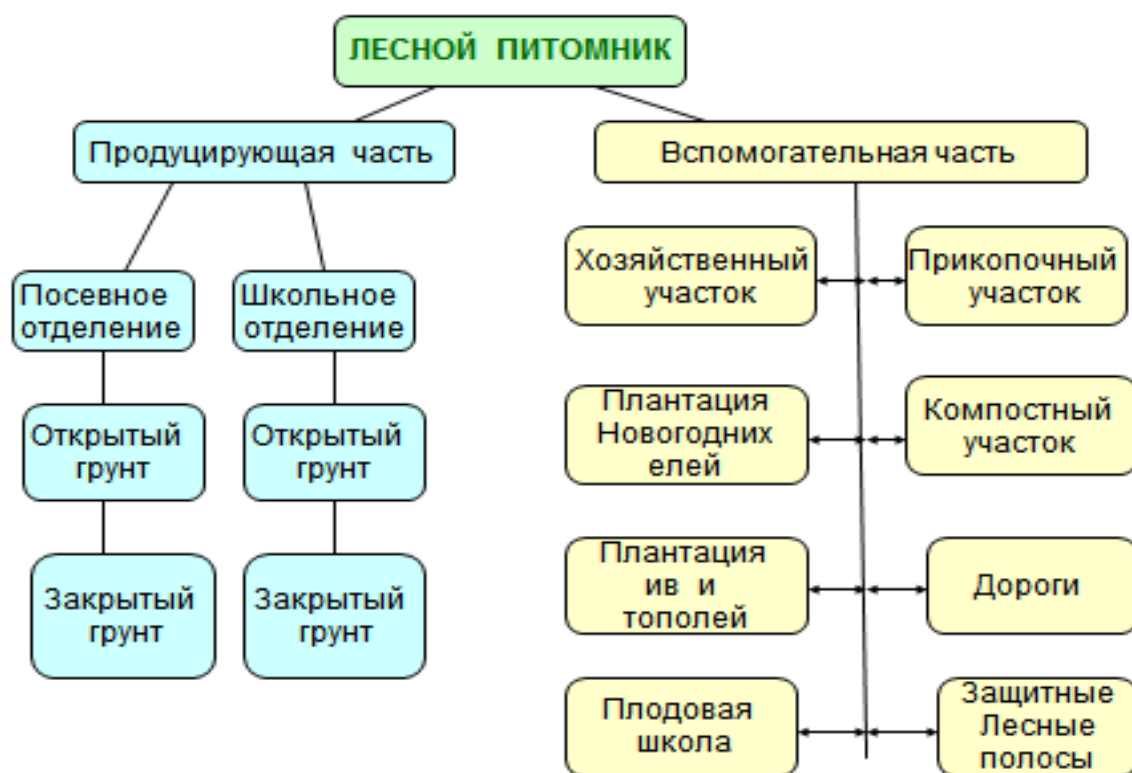 ЛЕСНОЙ ПИТОМНИК
Продуцирующая часть
Вспомогательная часть
Посевное
отделение
Школьное
отделение
Открытый
грунт
Открытый
грунт
Закрытый
грунт
Закрытый
грунт
Хозяйственный
участок
Прикопочный
участок
Плантация
Новогодних
елей
Компостный
участок
Плантация
ив и
тополей
Дороги
Плодовая
школа
Защитные
Лесные
полосы